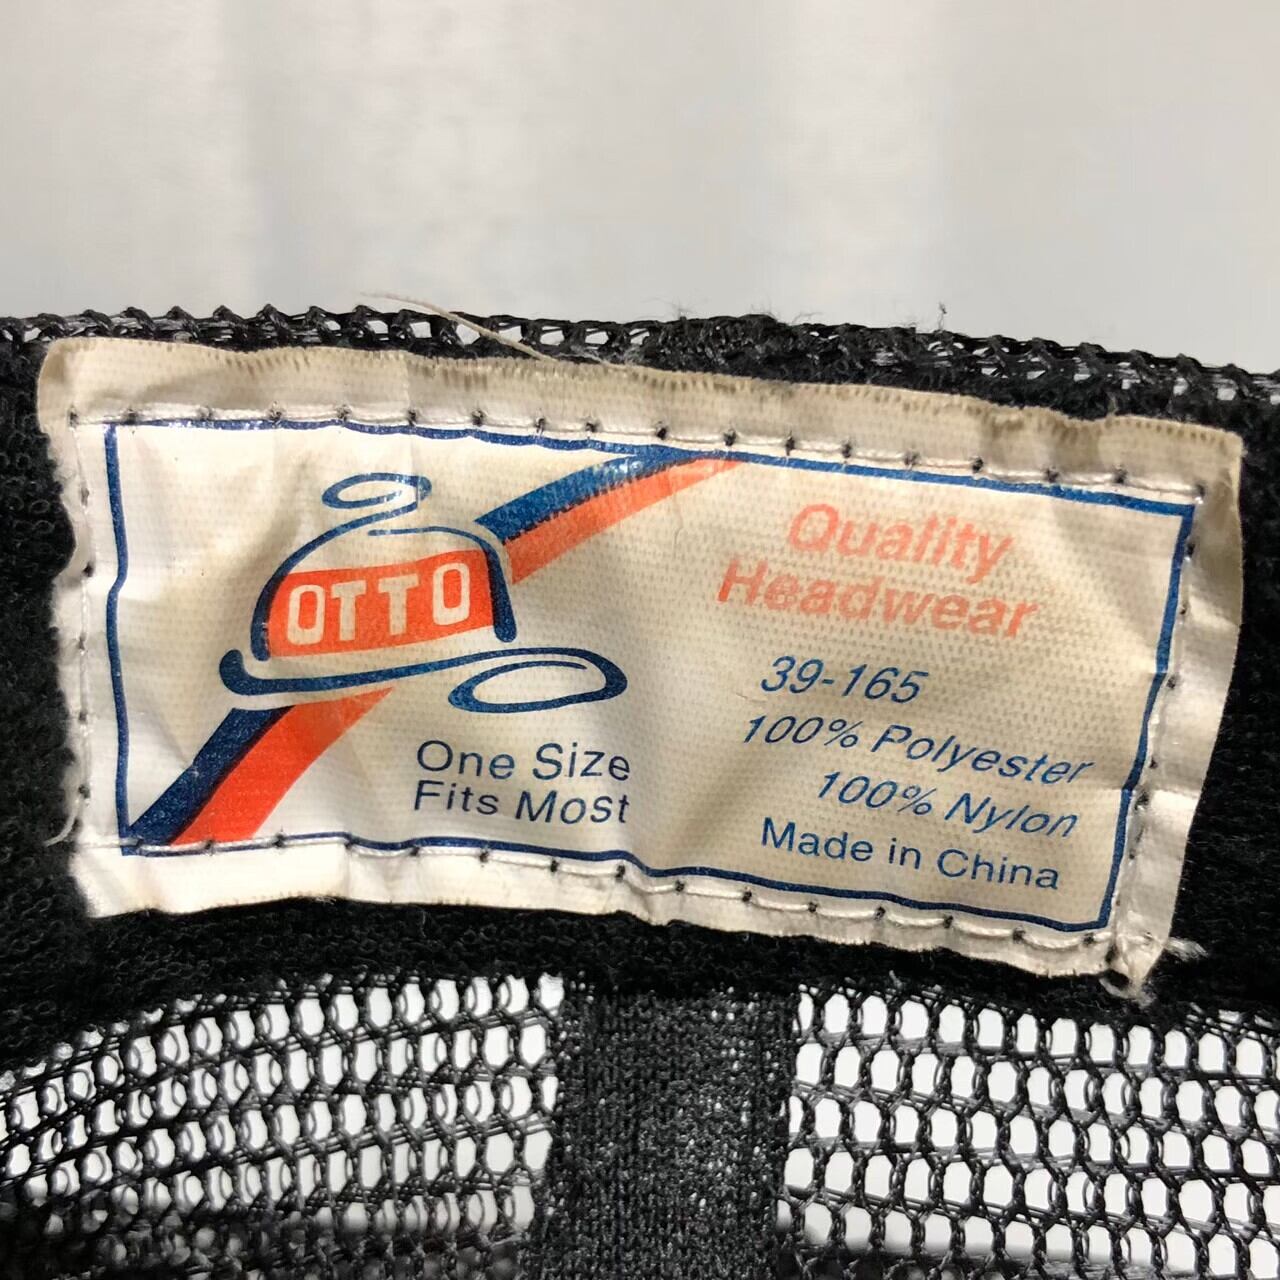 OTTO
One Size
Fits Most
Quality
Headwear
39-165
100% Polyester
100% Nylon
Made in China